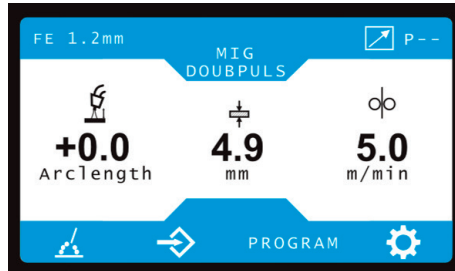 FE 1.2mm
MIG
DOUBPULS
P--
+0.0
Arclength
4.9
mm
5.0
m/min
PROGRAM